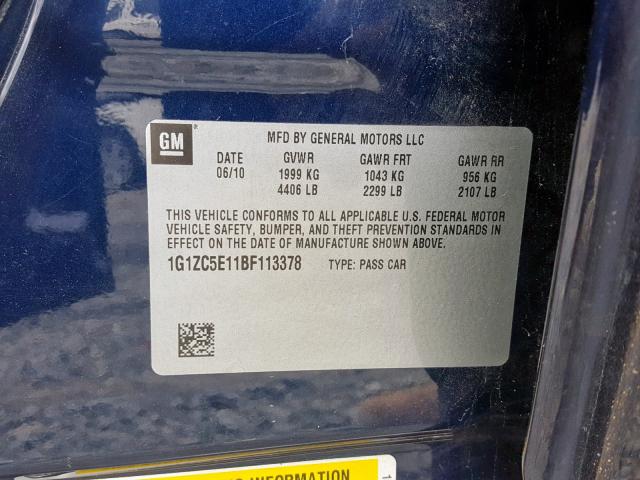 GM®
MFD BY GENERAL MOTORS LLC
DATE GVWR GAWR FRT GAWR RR
06/10 1999 KG 1043 KG 956 KG
4406 LB 2299 LB 2107 LB
THIS VEHICLE CONFORMS TO ALL APPLICABLE U.S. FEDERAL MOTOR
VEHICLE SAFETY, BUMPER, AND THEFT PREVENTION STANDARDS IN
EFFECT ON THE DATE OF MANUFACTURE SHOWN ABOVE.
1G1ZC5E11BF113378 TYPE: PASS CAR
INFORMATION